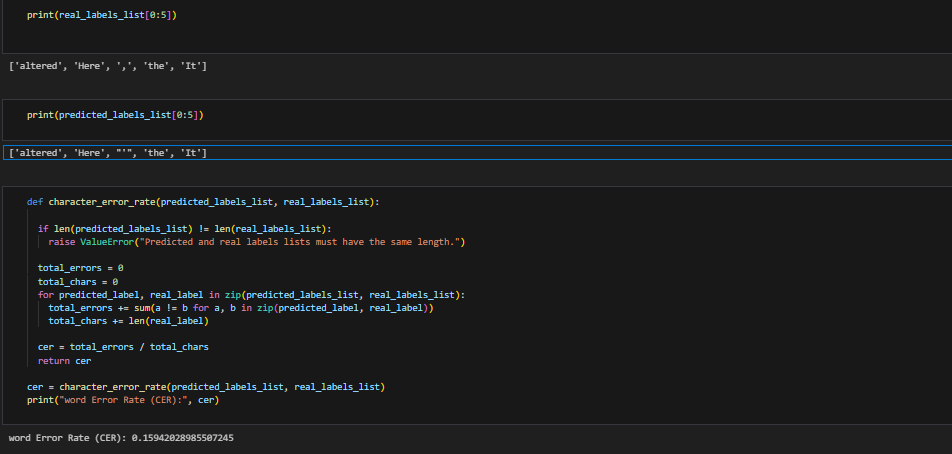 print(real_labels_list[0:5])
['altered', 'Here', ',', 'the', 'It']
print(predicted_labels_list[0:5])
['altered', 'Here', "'", 'the', 'It']
def character_error_rate(predicted_labels_list, real_labels_list):
if len(predicted_labels_list) != len(real_labels_list):
raise ValueError("Predicted and real labels lists must have the same length.")
total_errors = 0
total_chars = 0
for predicted_label, real_label in zip(predicted_labels_list, real_labels_list):
total_errors += sum(a != b for a, b in zip(predicted_label, real_label))
total_chars += len(real_label)
cer = total_errors / total_chars
return cer
cer = character_error_rate(predicted_labels_list, real_labels_list)
print("word Error Rate (CER):", cer)
word Error Rate (CER): 0.15942028985507245